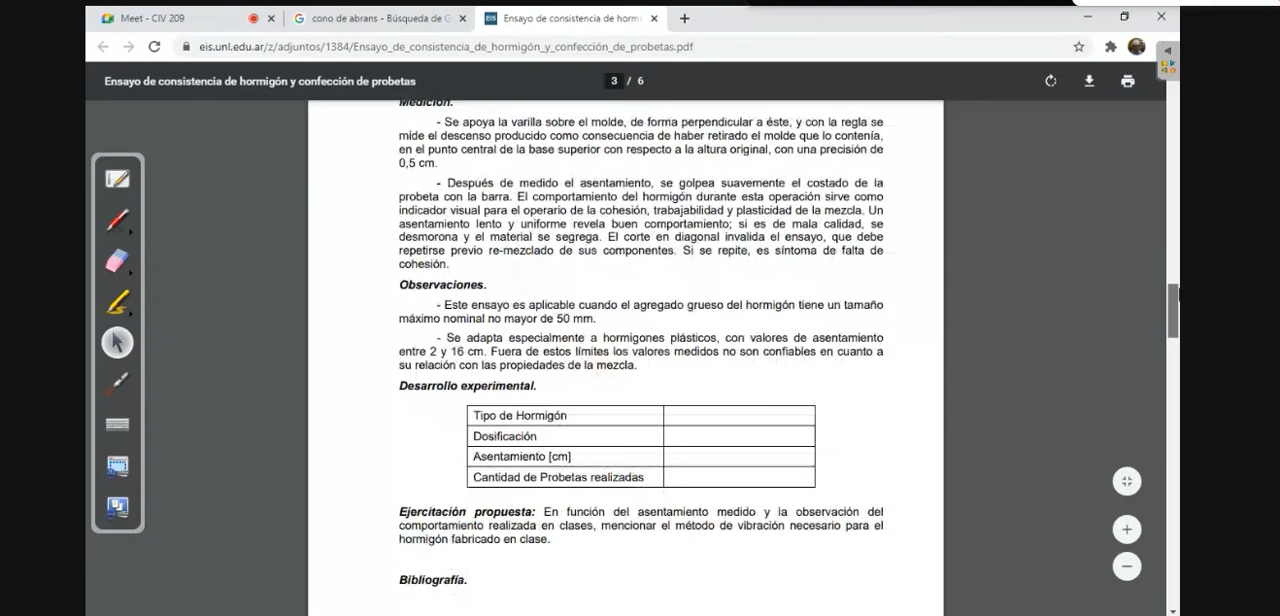 Meet - CIV 209
cono de abrans - Búsqueda de G
EIS
Ensayo de consistencia de horm
eis.unl.edu.ar/z/adjuntos/1384/Ensayo_de_consistencia_de_hormigón_y_confección_de_probetas.pdf
Ensayo de consistencia de hormigón y confección de probetas
3 / 6
Medición.
- Se apoya la varilla sobre el molde, de forma perpendicular a éste, y con la regla se
mide el descenso producido como consecuencia de haber retirado el molde que lo contenía,
en el punto central de la base superior con respecto a la altura original, con una precisión de
0,5 cm.
- Después de medido el asentamiento, se golpea suavemente el costado de la
probeta con la barra. El comportamiento del hormigón durante esta operación sirve como
indicador visual para el operario de la cohesión, trabajabilidad y plasticidad de la mezcla. Un
asentamiento lento y uniforme revela buen comportamiento; si es de mala calidad, se
desmorona y el material se segrega. El corte en diagonal invalida el ensayo, que debe
repetirse previo re-mezclado de sus componentes. Si se repite, es síntoma de falta de
cohesión.
Observaciones.
- Este ensayo es aplicable cuando el agregado grueso del hormigón tiene un tamaño
máximo nominal no mayor de 50 mm.
- Se adapta especialmente a hormigones plásticos, con valores de asentamiento
entre 2 y 16 cm. Fuera de estos límites los valores medidos no son confiables en cuanto a
su relación con las propiedades de la mezcla.
Desarrollo experimental.
Tipo de Hormigón
Dosificación
Asentamiento [cm]
Cantidad de Probetas realizadas
Ejercitación propuesta: En función del asentamiento medido y la observación del
comportamiento realizada en clases, mencionar el método de vibración necesario para el
hormigón fabricado en clase.
Bibliografía.